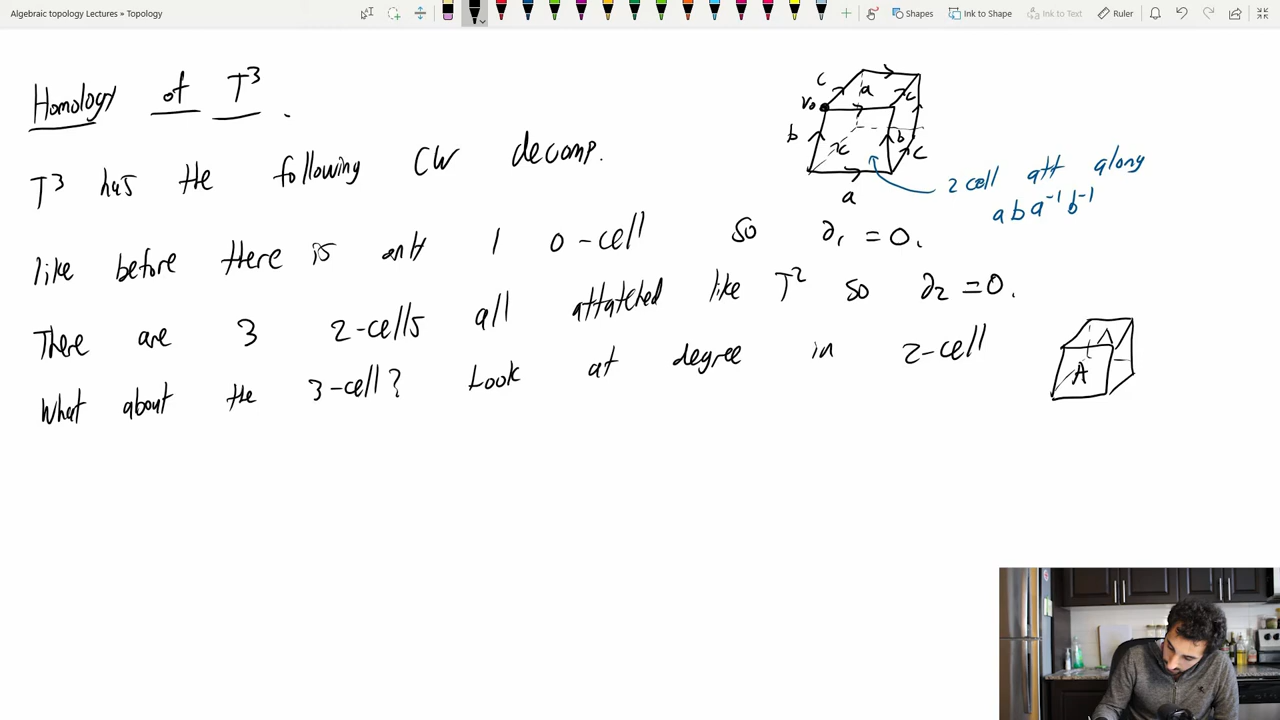 Algebraic topology Lectures » Topology
Shapes
Ink to Shape
Ink to Text
Ruler
Homology of T³.
T³ has the following CW decomp.
like before there is only 1 0-cell so ∂₁ = 0.
There are 3 2-cells all attatched like T² so ∂₂ = 0.
What about the 3-cell? Look at degree in 2-cell
c
a
v₀
c
b
b
c
c
a
2 cell att along
a b a⁻¹ b⁻¹
A
A